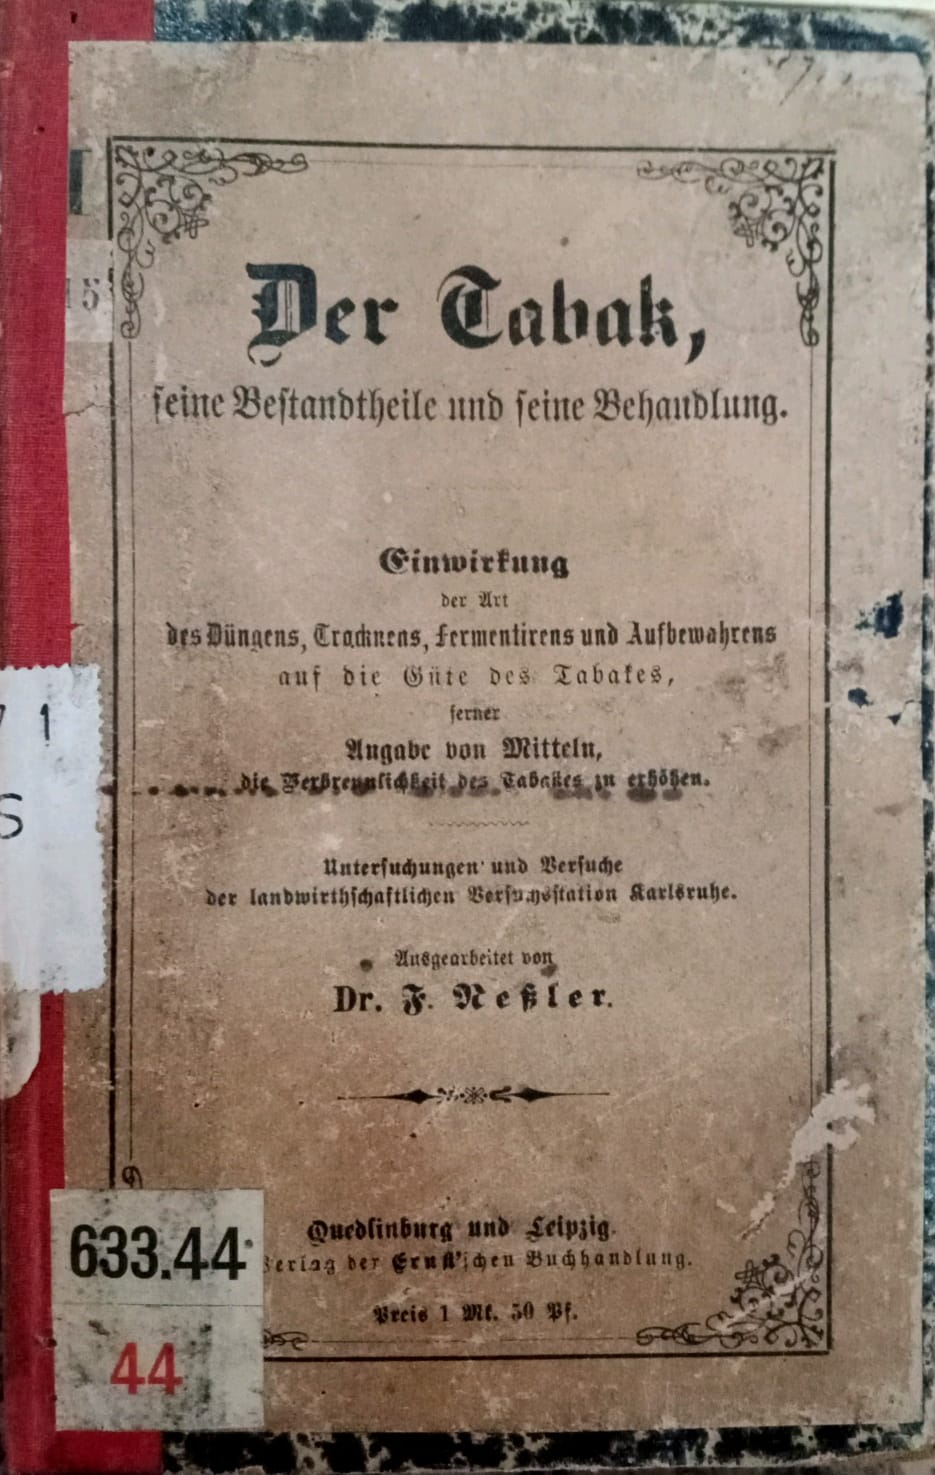 Der Tabak,
seine Bestandtheile und seine Behandlung.
Einwirkung
der Art
des Düngens, Trocknens, Fermentirens und Aufbewahrens
auf die Güte des Tabakes,
ferner
Angabe von Mitteln,
die Verbrennlichkeit des Tabakes zu erhöhen.
Untersuchungen und Versuche
der landwirthschaftlichen Versuchsstation Karlsruhe.
Ausgearbeitet von
Dr. F. Neßler.
Quedlinburg und Leipzig.
Verlag der Ernst'schen Buchhandlung.
Preis 1 Mk. 50 Pf.
633.44
44
15
1
S